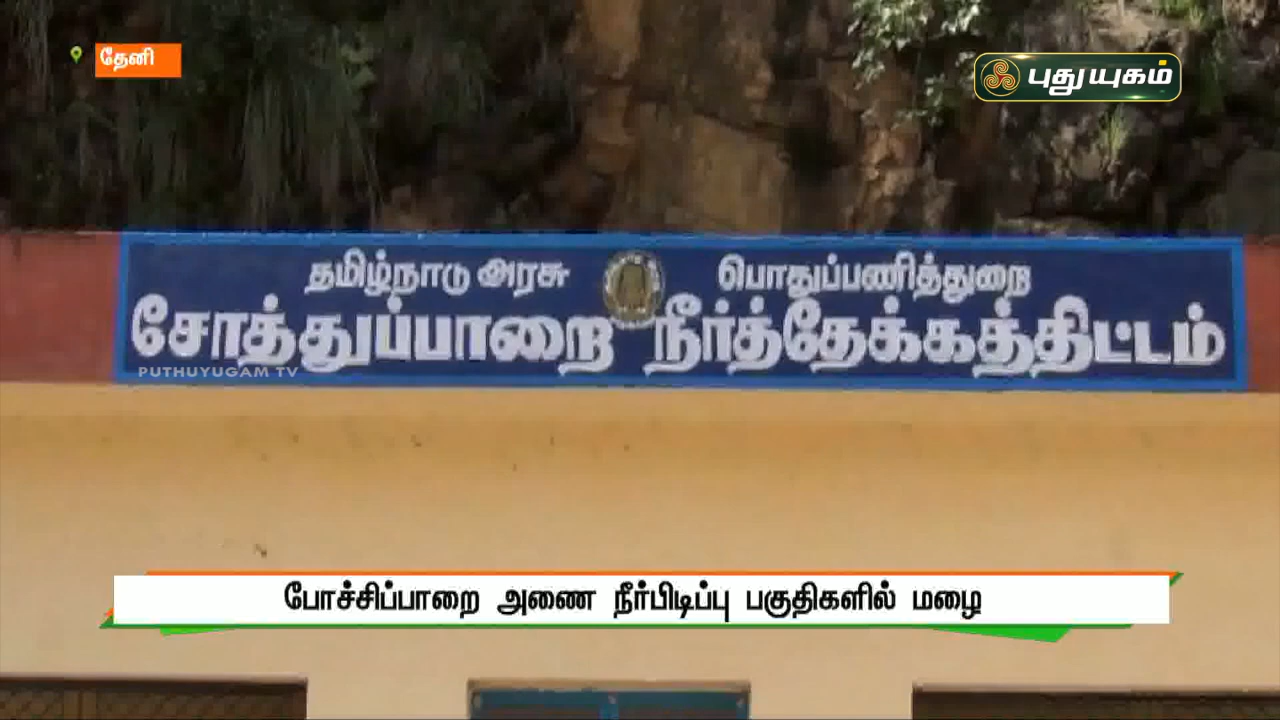 தேனி
புதுயுகம்
தமிழ்நாடு அரசு பொதுப்பணித்துறை
சோத்துப்பாறை நீர்த்தேக்கத்திட்டம்
PUTHUYUGAM TV
போச்சிப்பாறை அணை நீர்பிடிப்பு பகுதிகளில் மழை